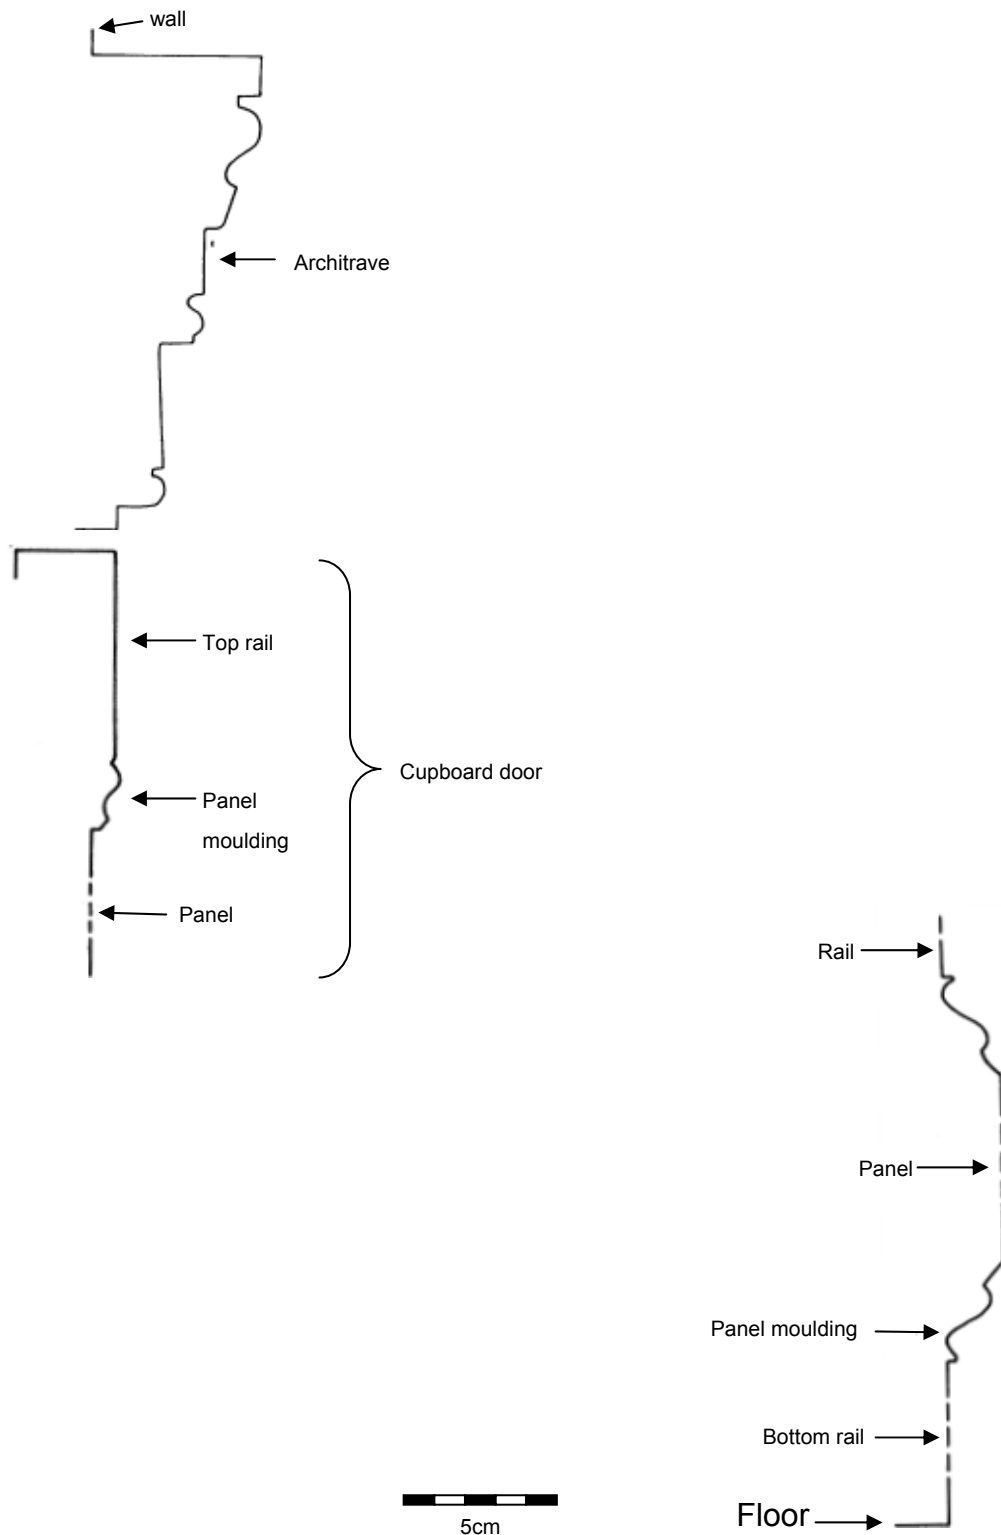 wall
Architrave
Top rail
Cupboard door
Panel
moulding
Panel
Rail
Panel
Panel moulding
Bottom rail
Floor
5cm